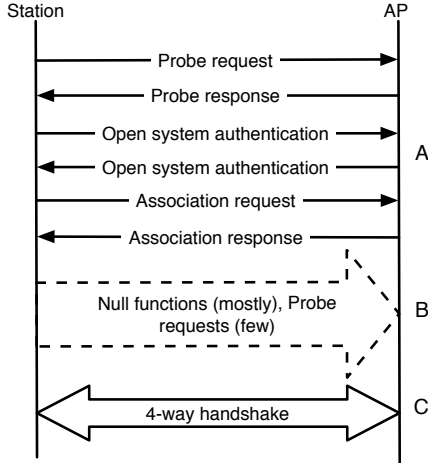 Station
AP
Probe request
Probe response
Open system authentication
A
Open system authentication
Association request
Association response
Null functions (mostly), Probe
requests (few)
B
4-way handshake
C